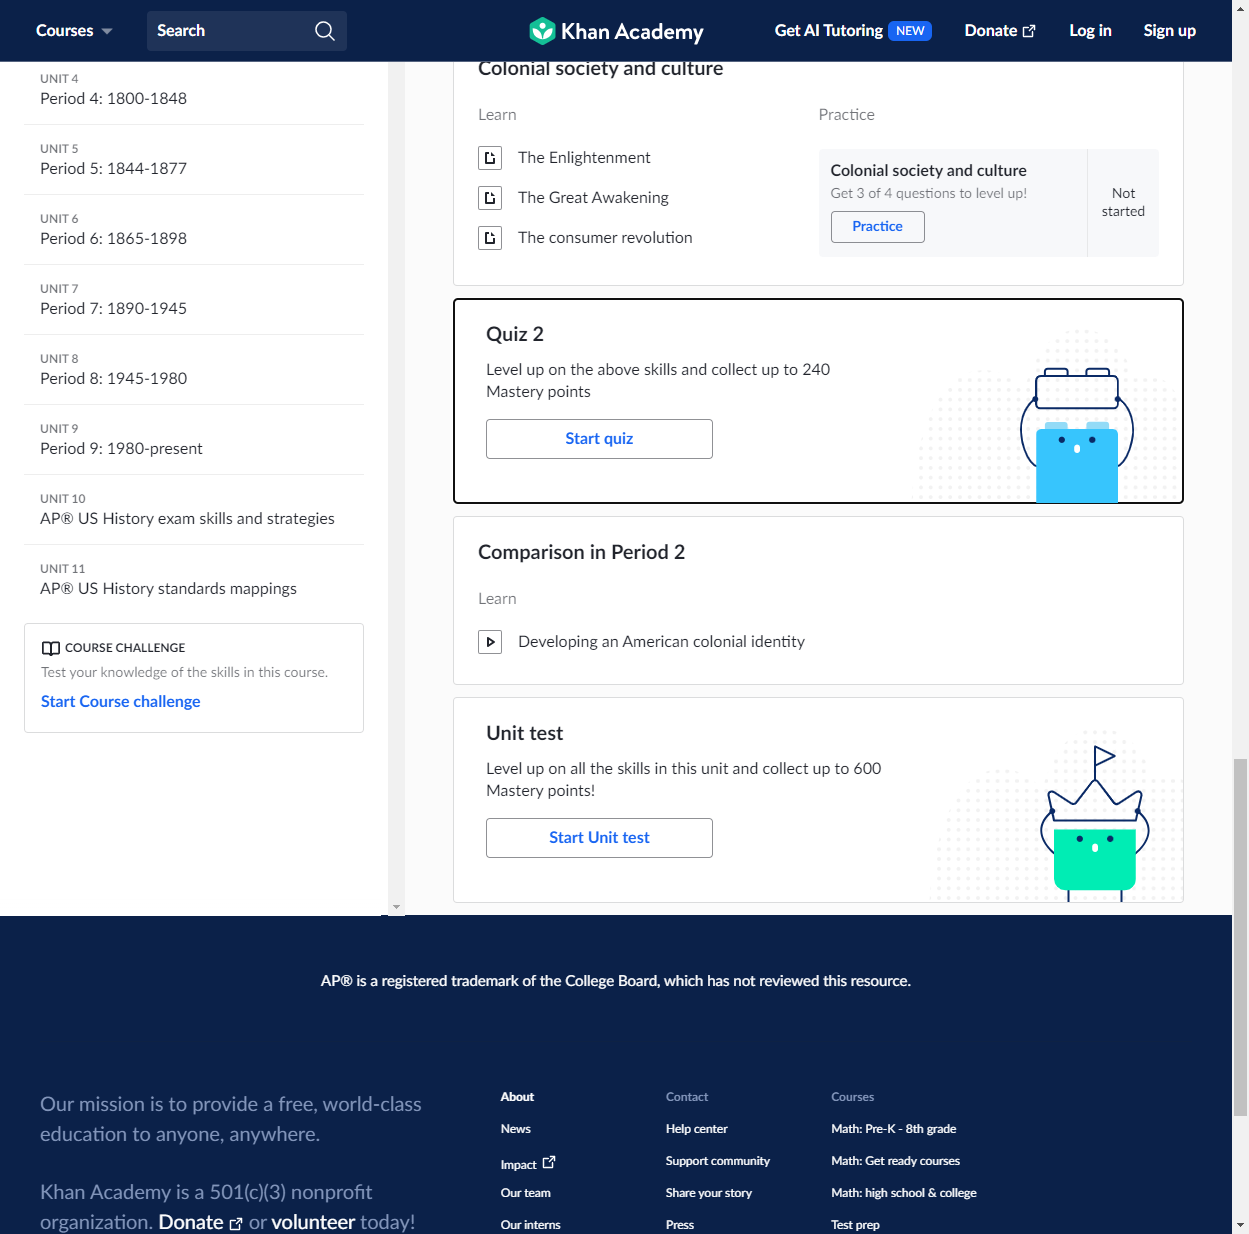 Courses
Search
Khan Academy
Get AI Tutoring NEW
Donate
Log in
Sign up
UNIT 4
Period 4: 1800-1848
UNIT 5
Period 5: 1844-1877
UNIT 6
Period 6: 1865-1898
UNIT 7
Period 7: 1890-1945
UNIT 8
Period 8: 1945-1980
UNIT 9
Period 9: 1980-present
UNIT 10
AP® US History exam skills and strategies
UNIT 11
AP® US History standards mappings
COURSE CHALLENGE
Test your knowledge of the skills in this course.
Start Course challenge
Colonial society and culture
Learn
The Enlightenment
The Great Awakening
The consumer revolution
Practice
Colonial society and culture
Get 3 of 4 questions to level up!
Practice
Not
started
Quiz 2
Level up on the above skills and collect up to 240
Mastery points
Start quiz
Comparison in Period 2
Learn
Developing an American colonial identity
Unit test
Level up on all the skills in this unit and collect up to 600
Mastery points!
Start Unit test
AP® is a registered trademark of the College Board, which has not reviewed this resource.
Our mission is to provide a free, world-class
education to anyone, anywhere.
Khan Academy is a 501(c)(3) nonprofit
organization. Donate or volunteer today!
About
News
Impact
Our team
Our interns
Contact
Help center
Support community
Share your story
Press
Courses
Math: Pre-K - 8th grade
Math: Get ready courses
Math: high school & college
Test prep